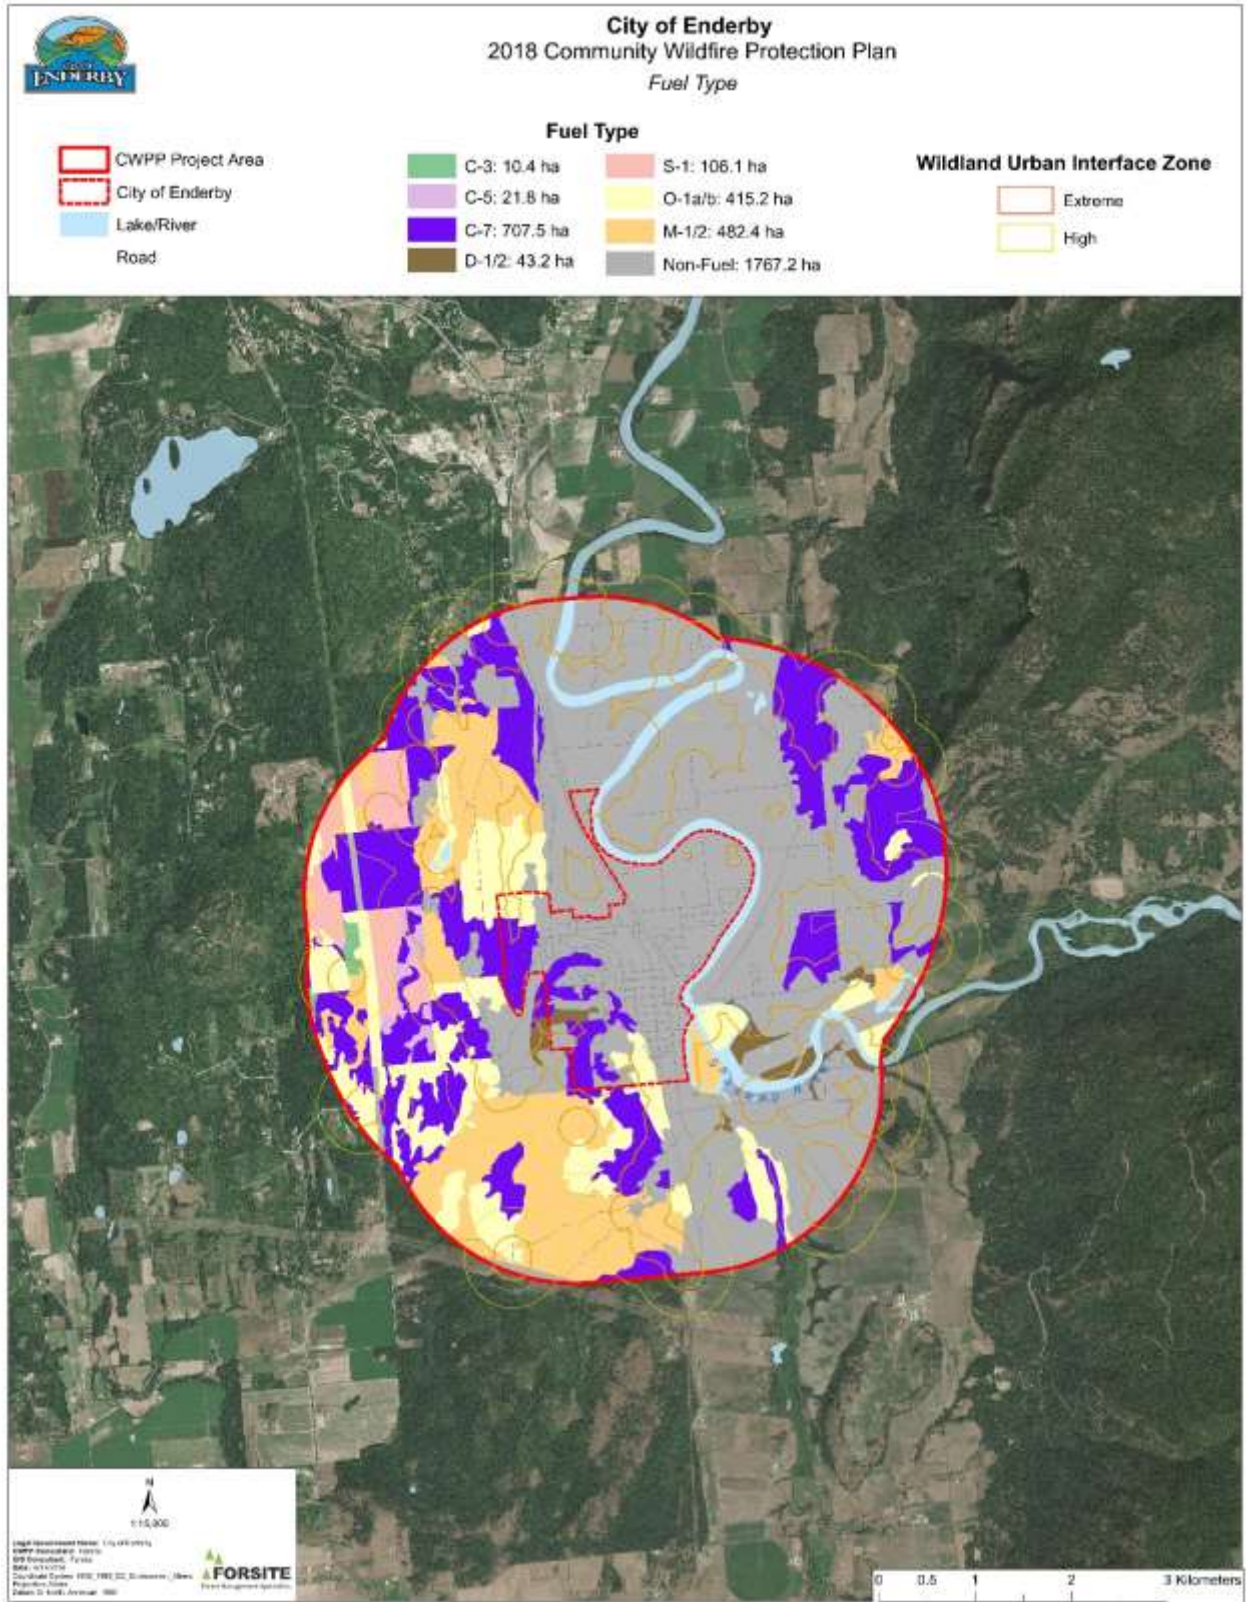 City of Enderby
2018 Community Wildfire Protection Plan
Fuel Type
ENDERBY
Fuel Type
CWPP Project Area
City of Enderby
Lake/River
Road
C-3: 10.4 ha
C-5: 21.8 ha
C-7: 707.5 ha
D-1/2: 43.2 ha
S-1: 106.1 ha
O-1a/b: 415.2 ha
M-1/2: 482.4 ha
Non-Fuel: 1767.2 ha
Wildland Urban Interface Zone
Extreme
High
N
FORSITE
0 0.5 1 2 3 Kilometers